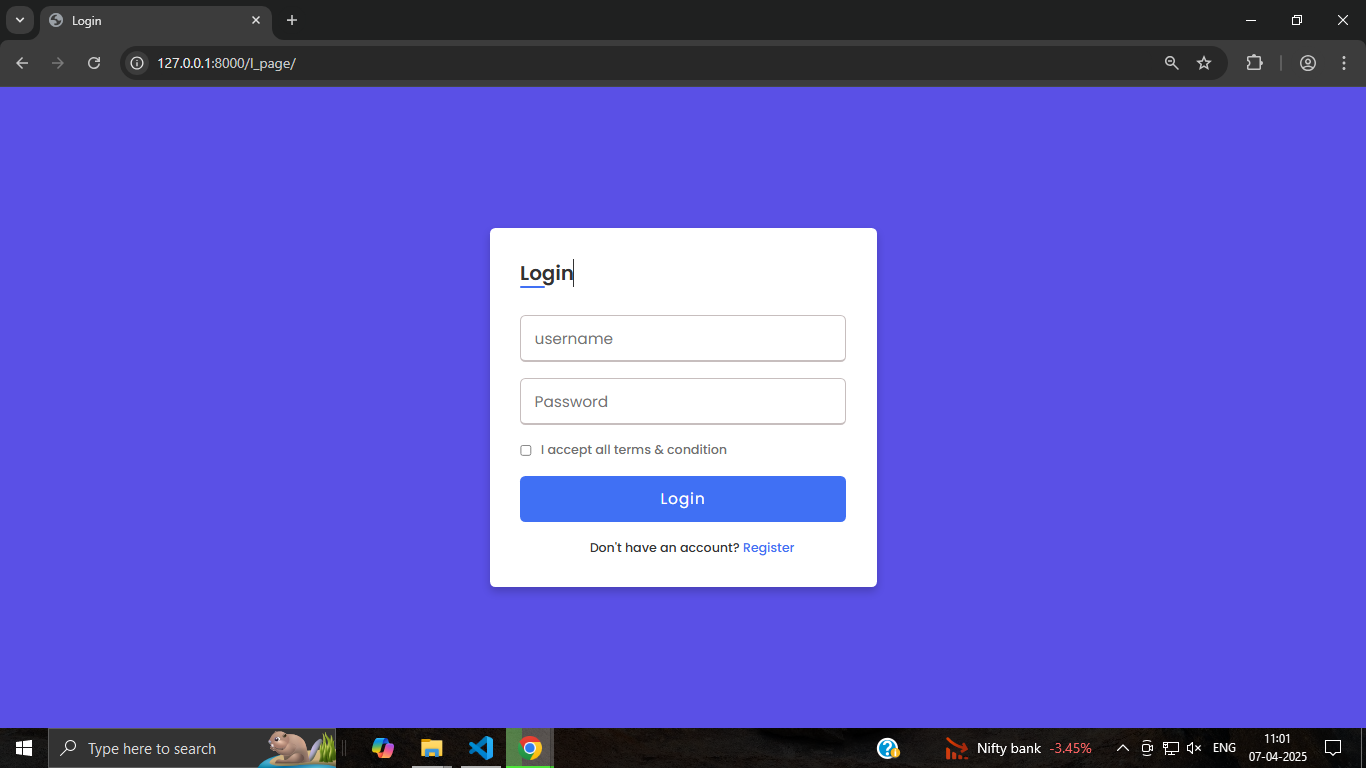 Login
127.0.0.1:8000/l_page/
Login
username
Password
I accept all terms & condition
Login
Don't have an account? Register
Type here to search
Nifty bank -3.45%
ENG
11:01
07-04-2025